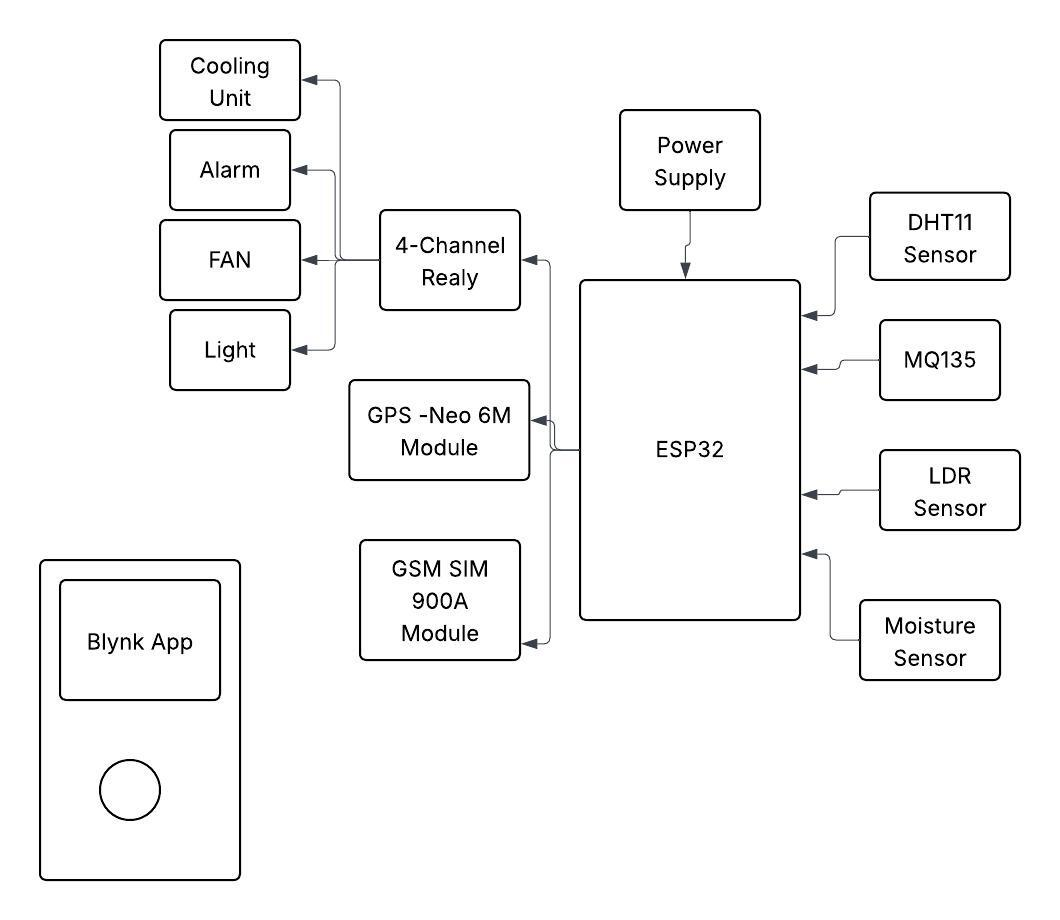 Cooling
Unit
Alarm
FAN
Light
4-Channel
Realy
GPS -Neo 6M
Module
GSM SIM
900A
Module
Blynk App
Power
Supply
ESP32
DHT11
Sensor
MQ135
LDR
Sensor
Moisture
Sensor